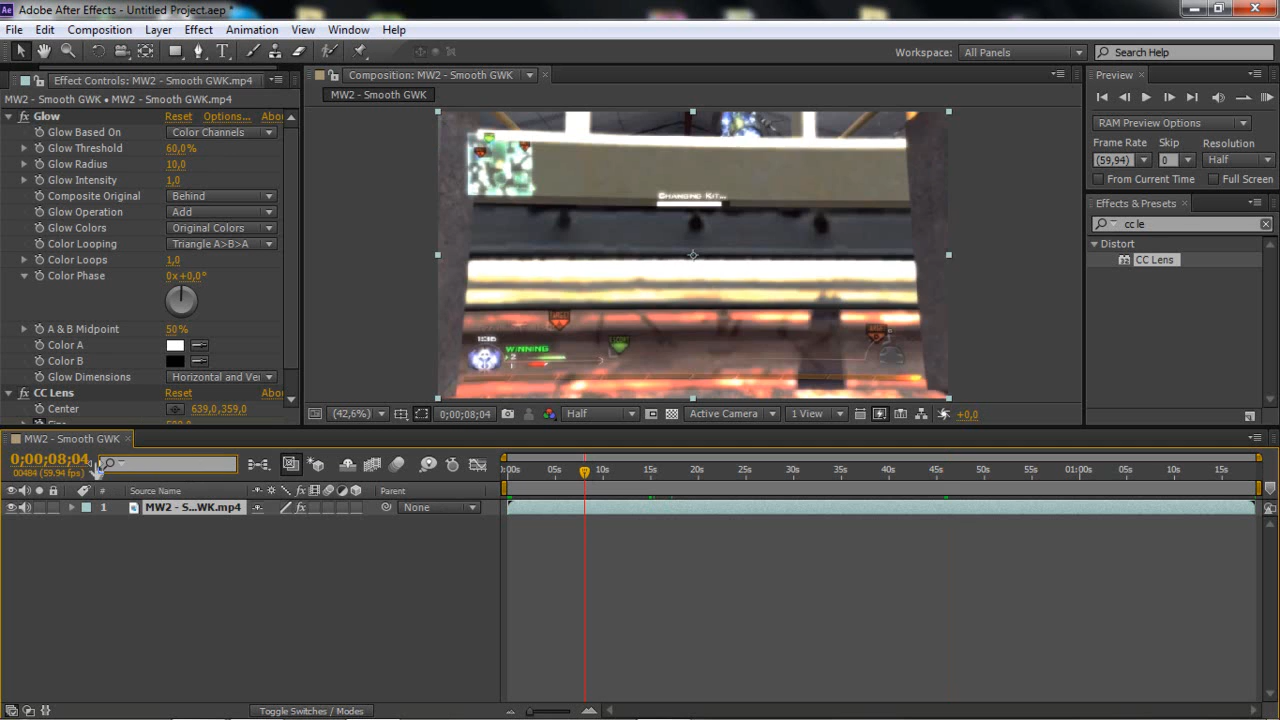 Adobe After Effects - Untitled Project.aep *
File Edit Composition Layer Effect Animation View Window Help
Workspace: All Panels Search Help
Effect Controls: MW2 - Smooth GWK.mp4
MW2 - Smooth GWK • MW2 - Smooth GWK.mp4
Glow Reset Options... Abou
Glow Based On Color Channels
Glow Threshold 60,0%
Glow Radius 10,0
Glow Intensity 1,0
Composite Original Behind
Glow Operation Add
Glow Colors Original Colors
Color Looping Triangle A>B>A
Color Loops 1,0
Color Phase 0x+0,0°
A & B Midpoint 50%
Color A
Color B
Glow Dimensions Horizontal and Ver
CC Lens Reset Abou
Center 639,0,359,0
Composition: MW2 - Smooth GWK
MW2 - Smooth GWK
Changing Kit...
WINNING
2
1
(42,6%) 0;00;08;04 Half Active Camera 1 View +0,0
Preview
RAM Preview Options
Frame Rate Skip Resolution
(59,94) 0 Half
From Current Time Full Screen
Effects & Presets
cc le
Distort
CC Lens
MW2 - Smooth GWK
0;00;08;04
00484 (59.94 fps)
# Source Name Parent
1 MW2 - S...WK.mp4 None
0:00s 05s 10s 15s 20s 25s 30s 35s 40s 45s 50s 55s 01:00s 05s 10s 15s
Toggle Switches / Modes